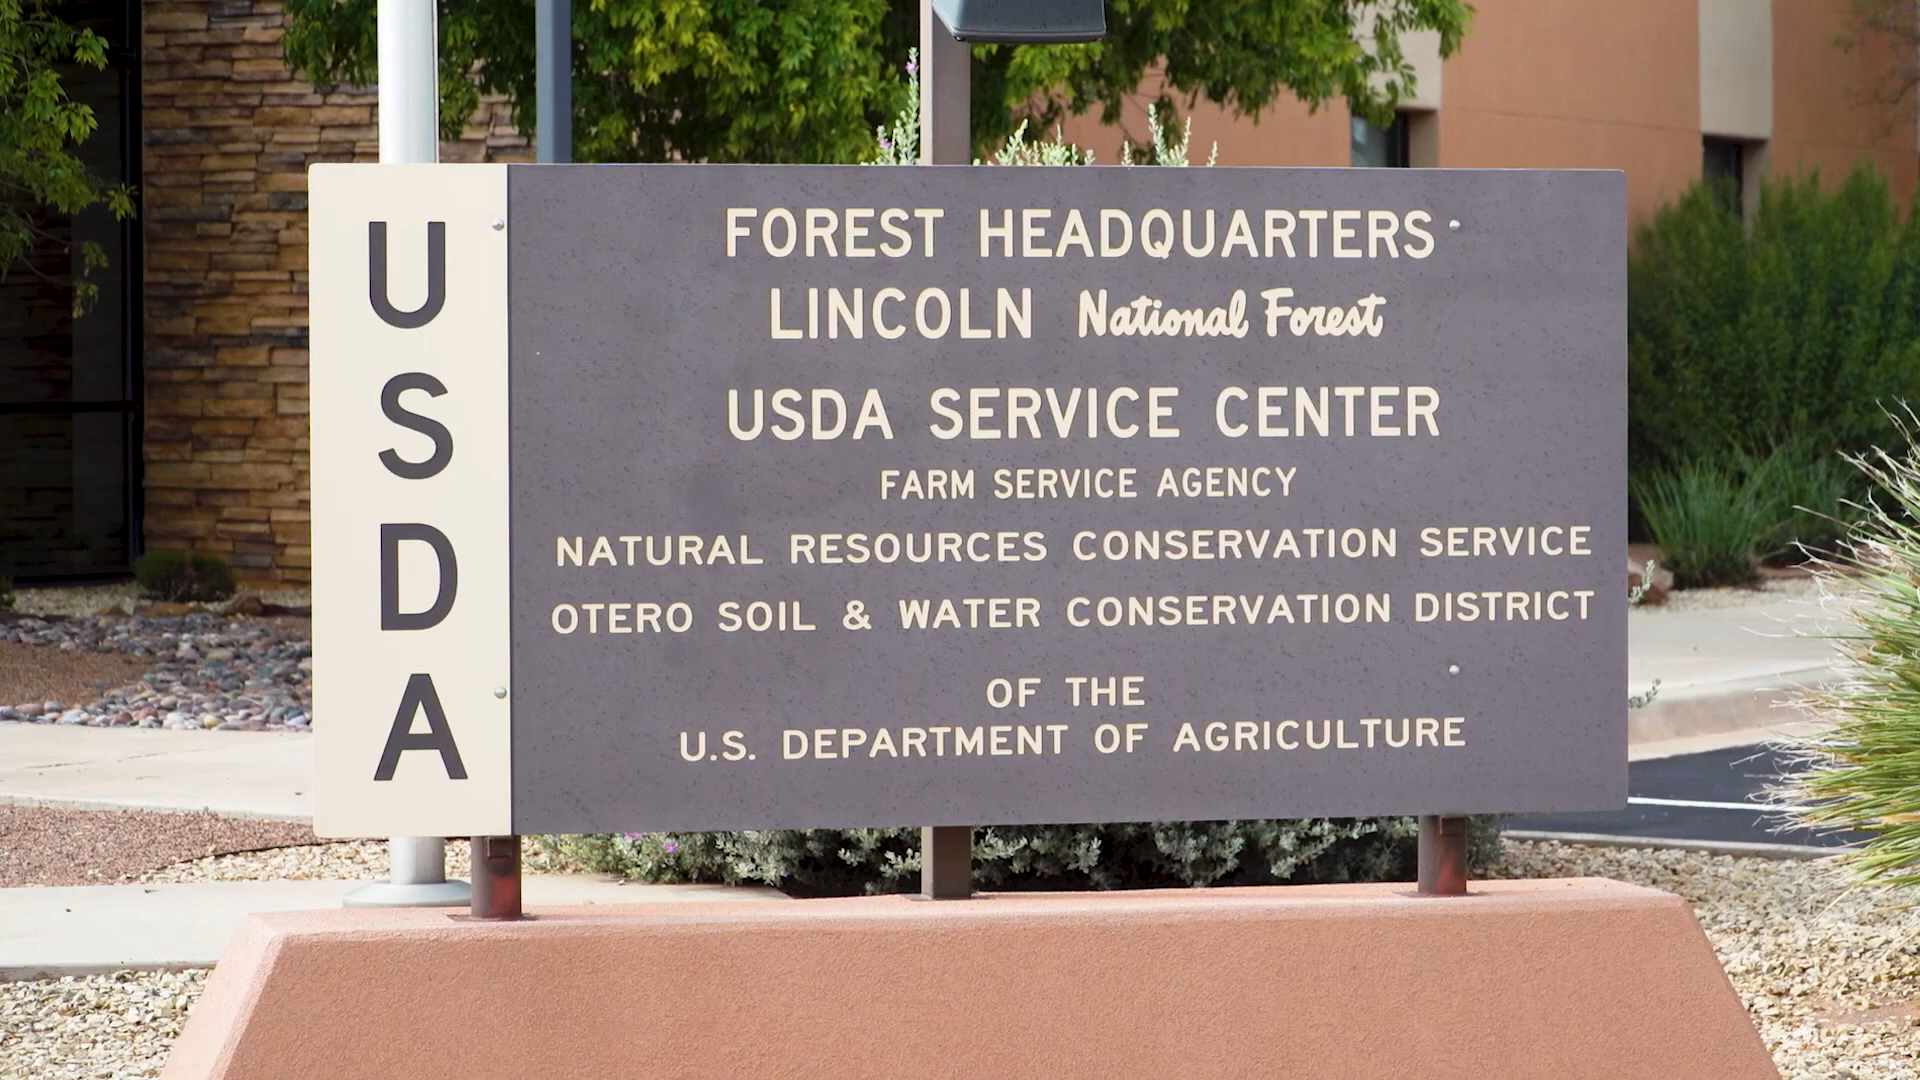 USDA
FOREST HEADQUARTERS
LINCOLN National Forest
USDA SERVICE CENTER
FARM SERVICE AGENCY
NATURAL RESOURCES CONSERVATION SERVICE
OTERO SOIL & WATER CONSERVATION DISTRICT
OF THE
U.S. DEPARTMENT OF AGRICULTURE